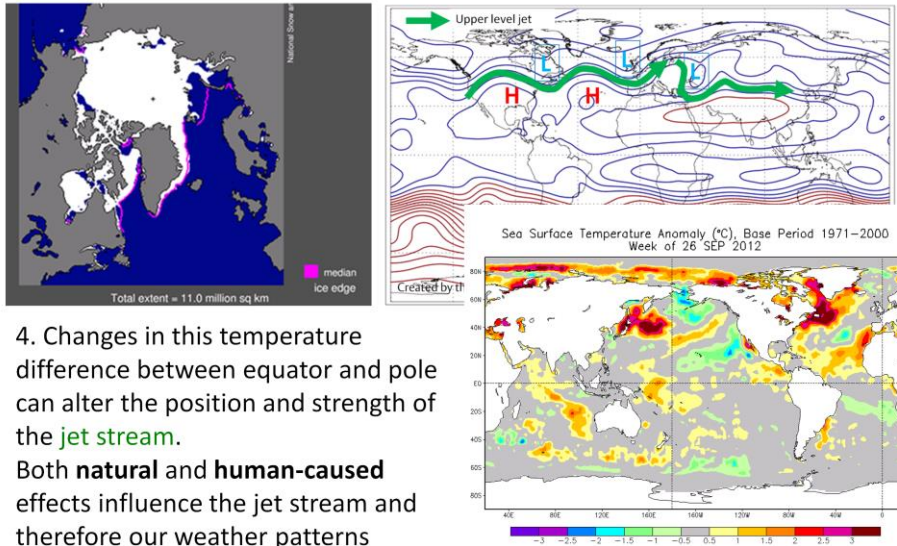 National Snow an
median
ice edge
Total extent = 11.0 million sq km
Upper level jet
L
L
L
H
H
Created by th
Sea Surface Temperature Anomaly (°C), Base Period 1971-2000
Week of 26 SEP 2012
80N
60N
40N
20N
EQ
20S
40S
60S
80S
40E 80E 120E 160E 160W 120W 80W 40W 0
-3 -2.5 -2 -1.5 -1 -0.5 0.5 1 1.5 2 2.5 3
4. Changes in this temperature
difference between equator and pole
can alter the position and strength of
the jet stream.
Both natural and human-caused
effects influence the jet stream and
therefore our weather patterns